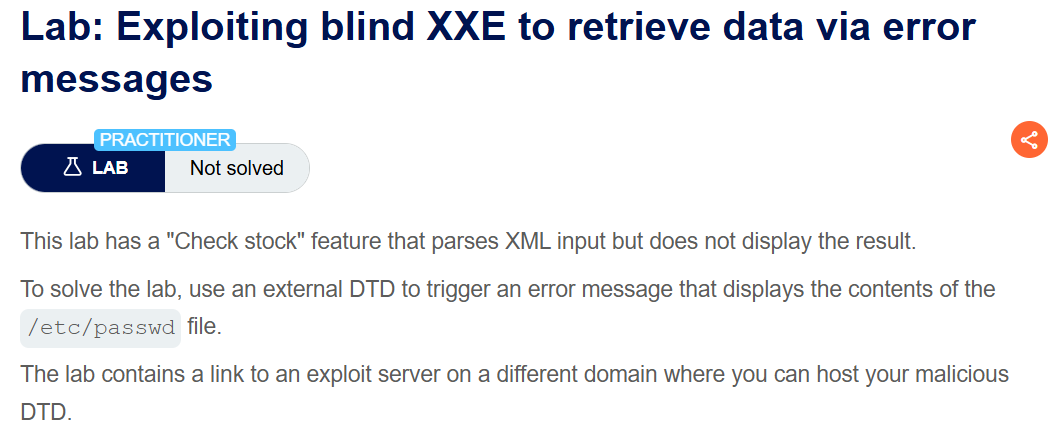 Lab: Exploiting blind XXE to retrieve data via error
messages
PRACTITIONER
LAB Not solved
This lab has a "Check stock" feature that parses XML input but does not display the result.
To solve the lab, use an external DTD to trigger an error message that displays the contents of the
/etc/passwd file.
The lab contains a link to an exploit server on a different domain where you can host your malicious
DTD.